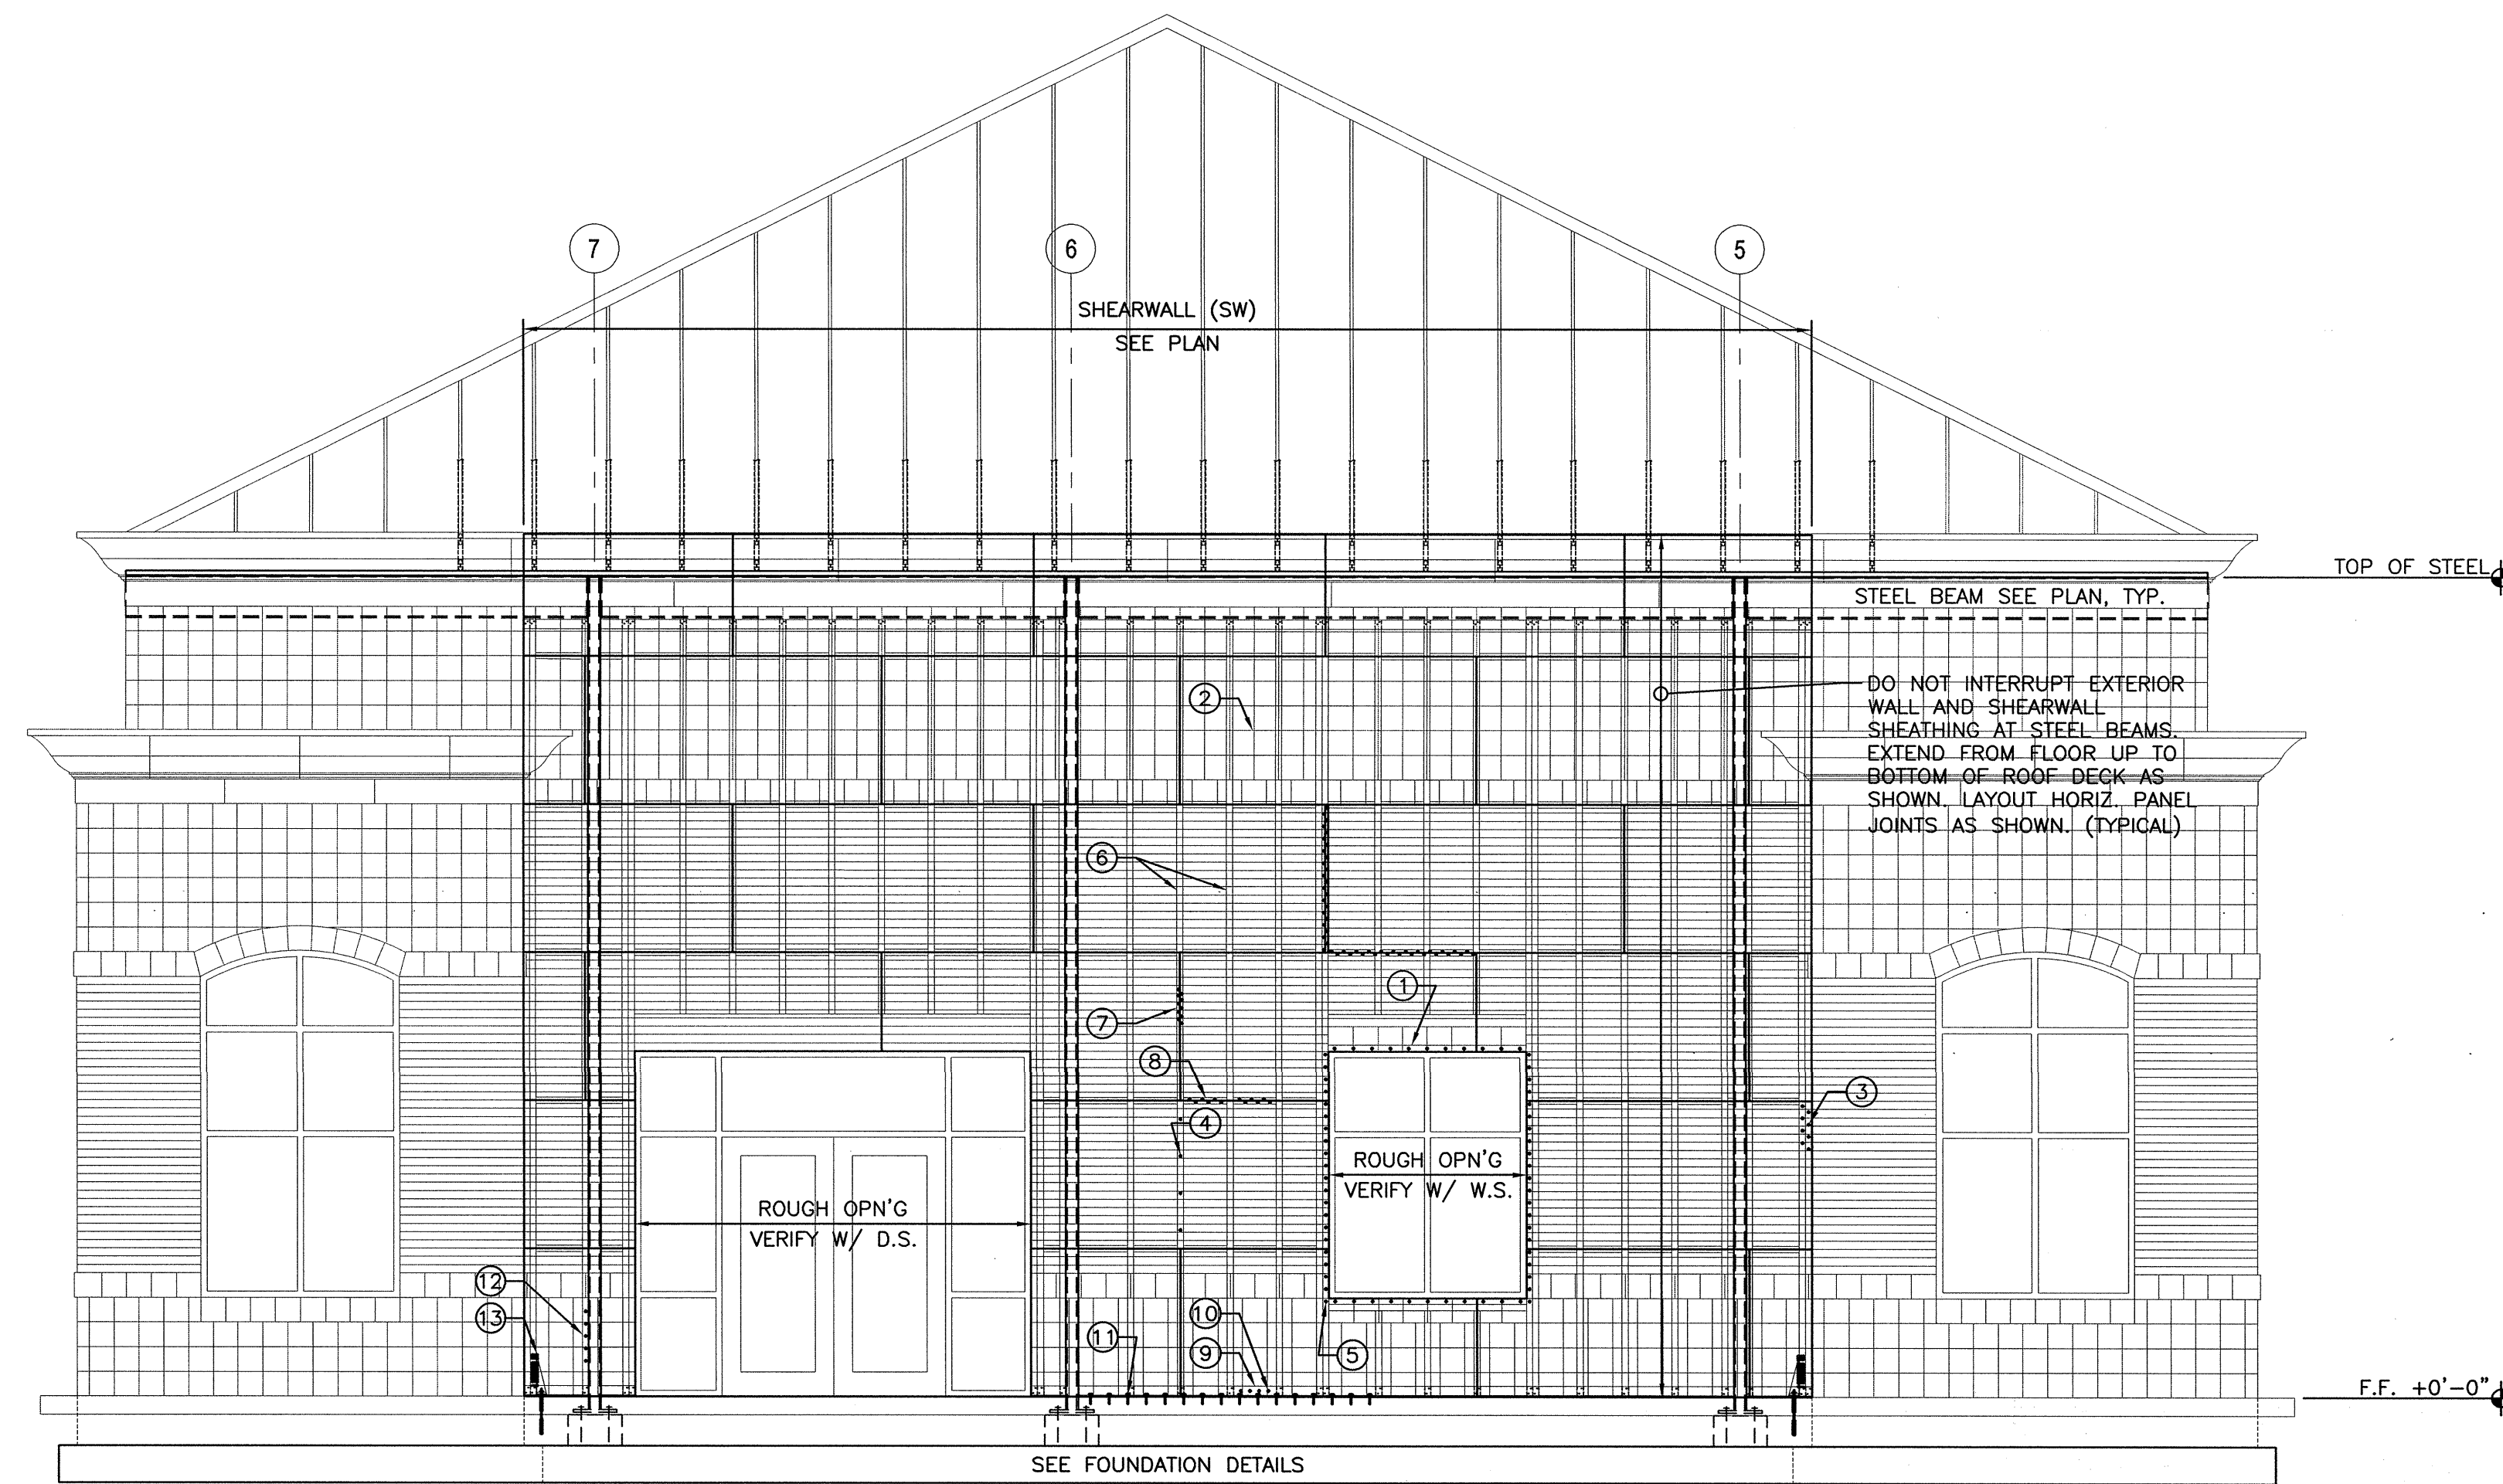 7
6
5
SHEARWALL (SW)
SEE PLAN
TOP OF STEEL
STEEL BEAM SEE PLAN, TYP.
2
DO NOT INTERRUPT EXTERIOR
WALL AND SHEARWALL
SHEATHING AT STEEL BEAMS.
EXTEND FROM FLOOR UP TO
BOTTOM OF ROOF DECK AS
SHOWN. LAYOUT HORIZ. PANEL
JOINTS AS SHOWN. (TYPICAL)
6
1
7
8
3
4
ROUGH OPN'G
VERIFY W/ W.S.
ROUGH OPN'G
VERIFY W/ D.S.
12
13
10
11
9
5
F.F. +0'-0"
SEE FOUNDATION DETAILS